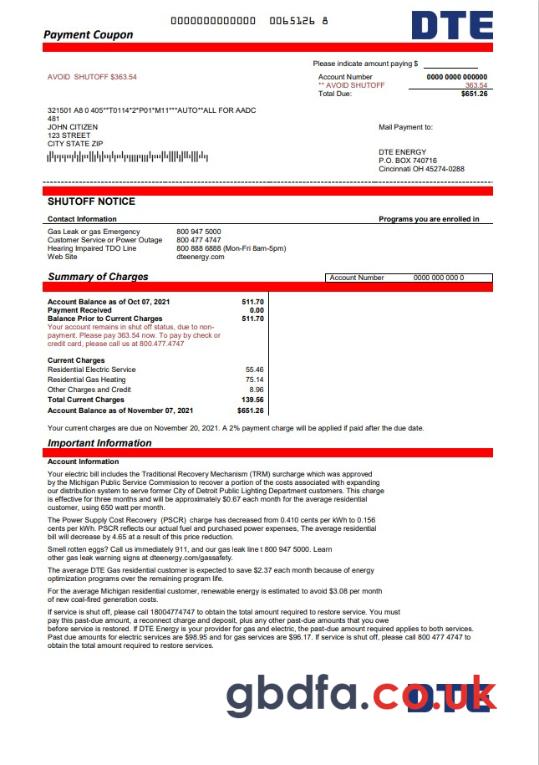 0000000000000 0065126 8
DTE
Payment Coupon
Please indicate amount paying $
AVOID SHUTOFF $363.54
Account Number 0000 0000 000000
** AVOID SHUTOFF 363.54
Total Due: $651.26
321501 A8 0 405**T0114*2*P01*M11***AUTO**ALL FOR AADC
481
JOHN CITIZEN
123 STREET
CITY STATE ZIP
Mail Payment to:
DTE ENERGY
P.O. BOX 740716
Cincinnati OH 45274-0288
SHUTOFF NOTICE
Contact Information Programs you are enrolled in
Gas Leak or gas Emergency 800 947 5000
Customer Service or Power Outage 800 477 4747
Hearing Impaired TDO Line 800 888 6888 (Mon-Fri 8am-5pm)
Web Site dteenergy.com
Summary of Charges Account Number 0000 000 000 0
Account Balance as of Oct 07, 2021 511.70
Payment Received 0.00
Balance Prior to Current Charges 511.70
Your account remains in shut off status, due to non-
payment. Please pay 363.54 now. To pay by check or
credit card, please call us at 800.477.4747
Current Charges
Residential Electric Service 55.46
Residential Gas Heating 75.14
Other Charges and Credit 8.96
Total Current Charges 139.56
Account Balance as of November 07, 2021 $651.26
Your current charges are due on November 20, 2021. A 2% payment charge will be applied if paid after the due date.
Important Information
Account Information
Your electric bill includes the Traditional Recovery Mechanism (TRM) surcharge which was approved
by the Michigan Public Service Commission to recover a portion of the costs associated with expanding
our distribution system to serve former City of Detroit Public Lighting Department customers. This charge
is effective for three months and will be approximately $0.67 each month for the average residential
customer, using 650 watt per month.
The Power Supply Cost Recovery (PSCR) charge has decreased from 0.410 cents per kWh to 0.156
cents per kWh. PSCR reflects our actual fuel and purchased power expenses, The average residential
bill will decrease by 4.65 at a result of this price reduction.
Smell rotten eggs? Call us immediately 911, and our gas leak line t 800 947 5000. Learn
other gas leak warning signs at dteenergy.com/gassafety.
The average DTE Gas residential customer is expected to save $2.37 each month because of energy
optimization programs over the remaining program life.
For the average Michigan residential customer, renewable energy is estimated to avoid $3.08 per month
of new coal-fired generation costs.
If service is shut off, please call 18004774747 to obtain the total amount required to restore service. You must
pay this past-due amount, a reconnect charge and deposit, plus any other past-due amounts that you owe
before service is restored. If DTE Energy is your provider for gas and electric, the past-due amount required applies to both services.
Past due amounts for electric services are $98.95 and for gas services are $96.17. If service is shut off, please call 800 477 4747 to
obtain the total amount required to restore services.
DTE
gbdfa.co.uk